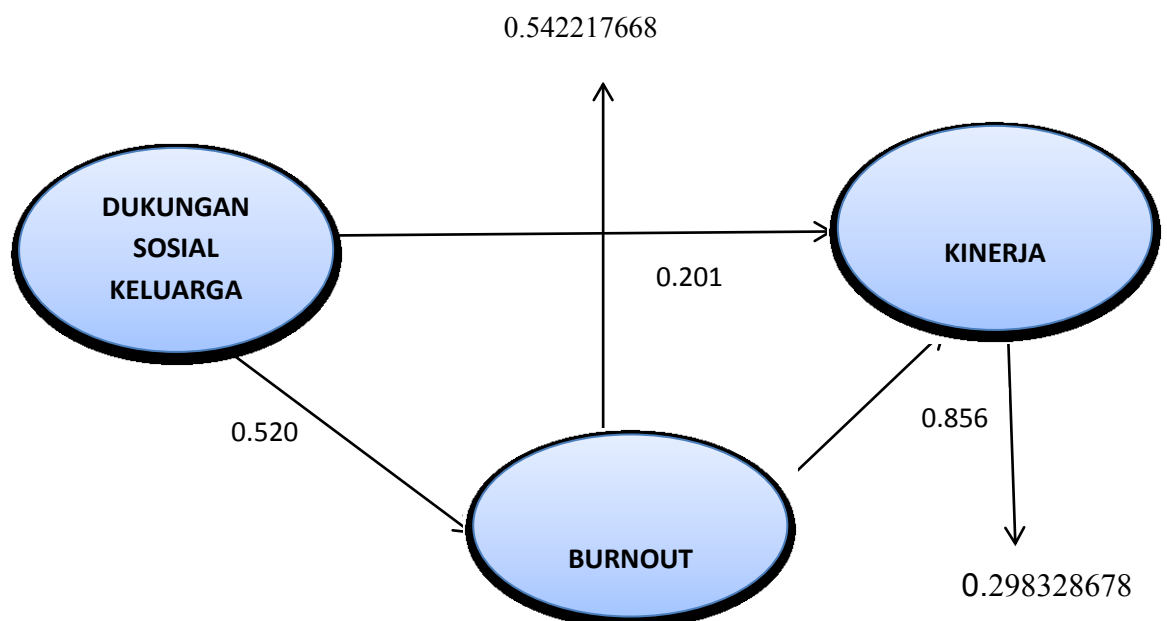 0.542217668
DUKUNGAN
SOSIAL
KELUARGA
KINERJA
0.201
0.520
0.856
BURNOUT
0.298328678